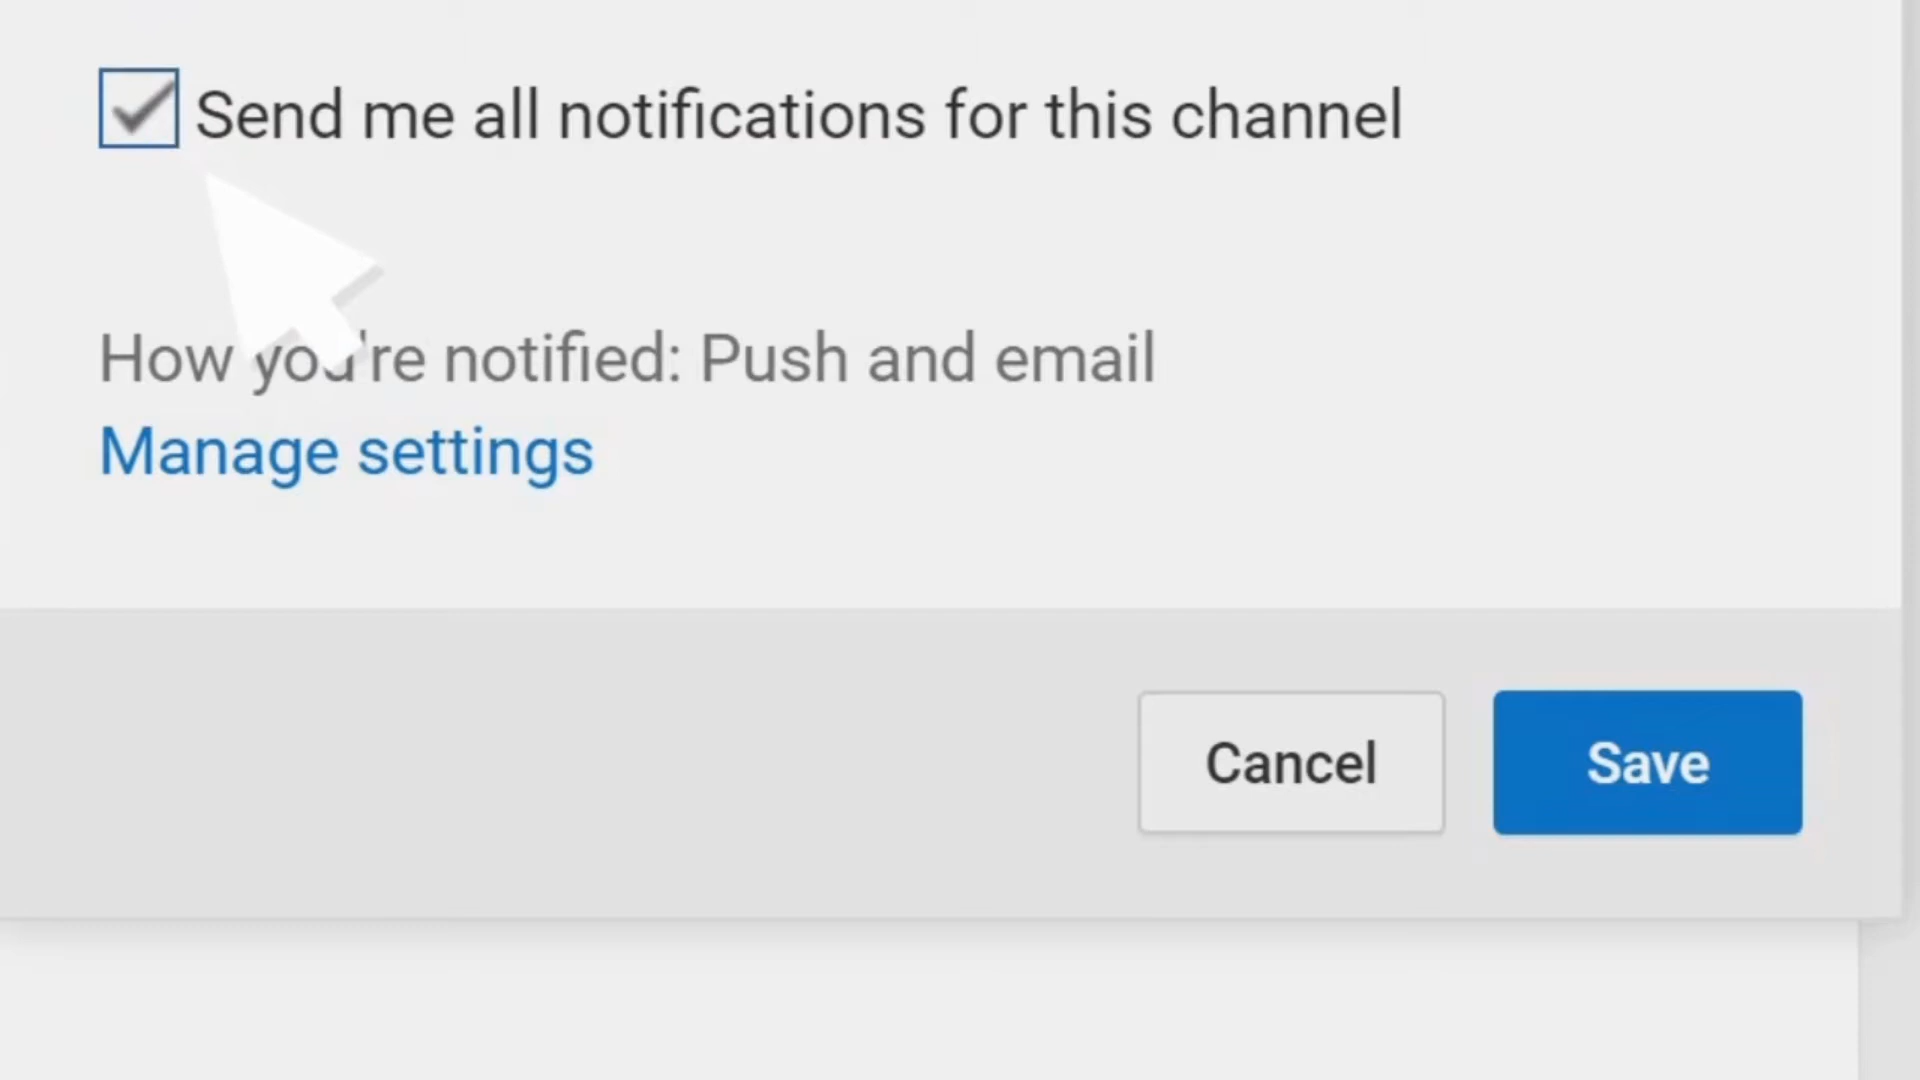 Send me all notifications for this channel
How you're notified: Push and email
Manage settings
Cancel
Save